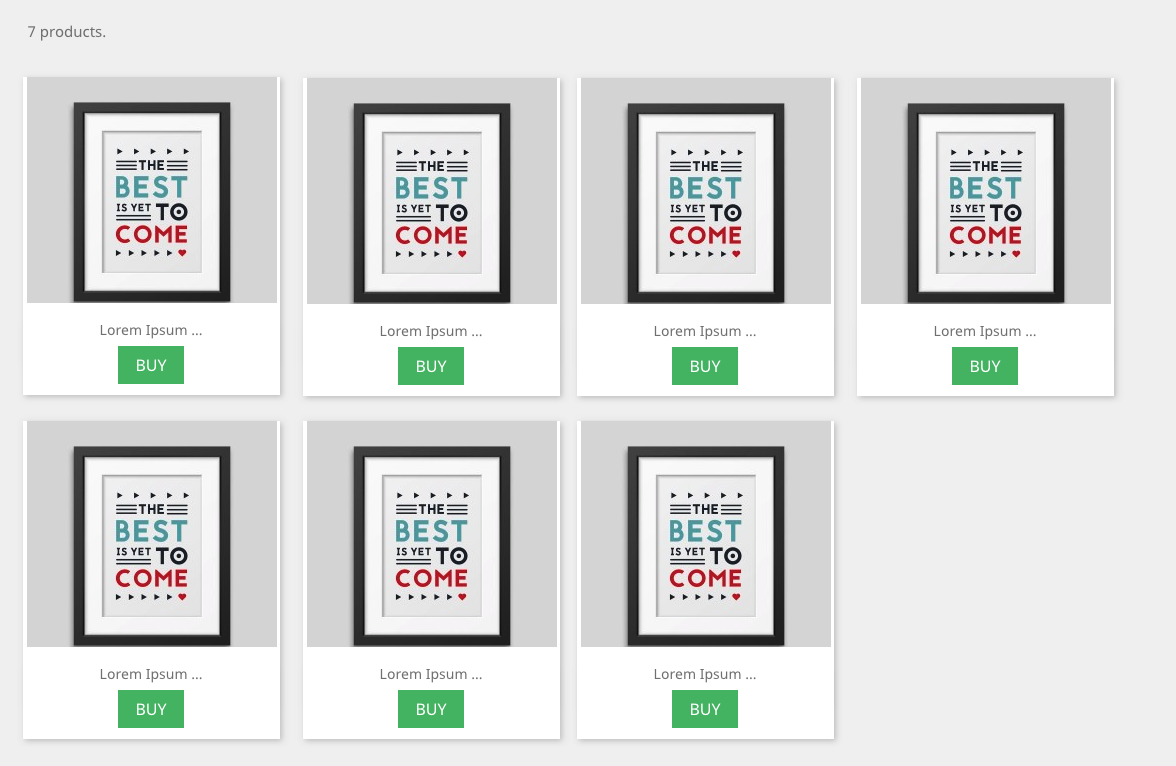 7 products.
THE
BEST
IS YET TO
COME
Lorem Ipsum ...
BUY
THE
BEST
IS YET TO
COME
Lorem Ipsum ...
BUY
THE
BEST
IS YET TO
COME
Lorem Ipsum ...
BUY
THE
BEST
IS YET TO
COME
Lorem Ipsum ...
BUY
THE
BEST
IS YET TO
COME
Lorem Ipsum ...
BUY
THE
BEST
IS YET TO
COME
Lorem Ipsum ...
BUY
THE
BEST
IS YET TO
COME
Lorem Ipsum ...
BUY